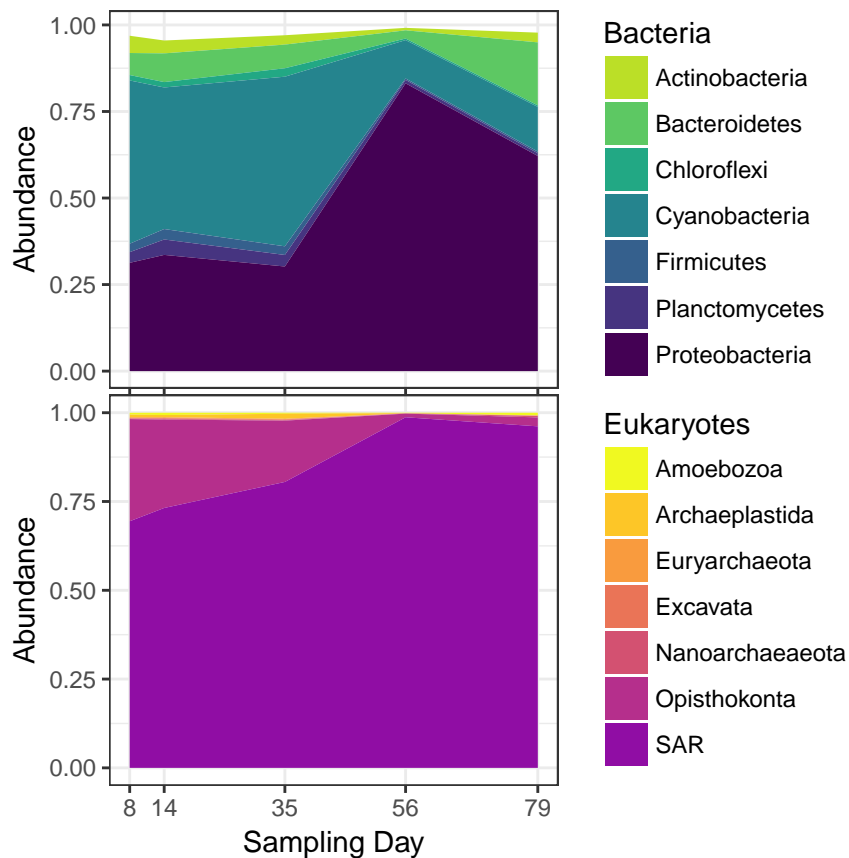 Abundance
1.00
0.75
0.50
0.25
0.00
Bacteria
Actinobacteria
Bacteroidetes
Chloroflexi
Cyanobacteria
Firmicutes
Planctomycetes
Proteobacteria
Abundance
1.00
0.75
0.50
0.25
0.00
Eukaryotes
Amoebozoa
Archaeplastida
Euryarchaeota
Excavata
Nanoarchaeaeota
Opisthokonta
SAR
8 14 35 56 79
Sampling Day